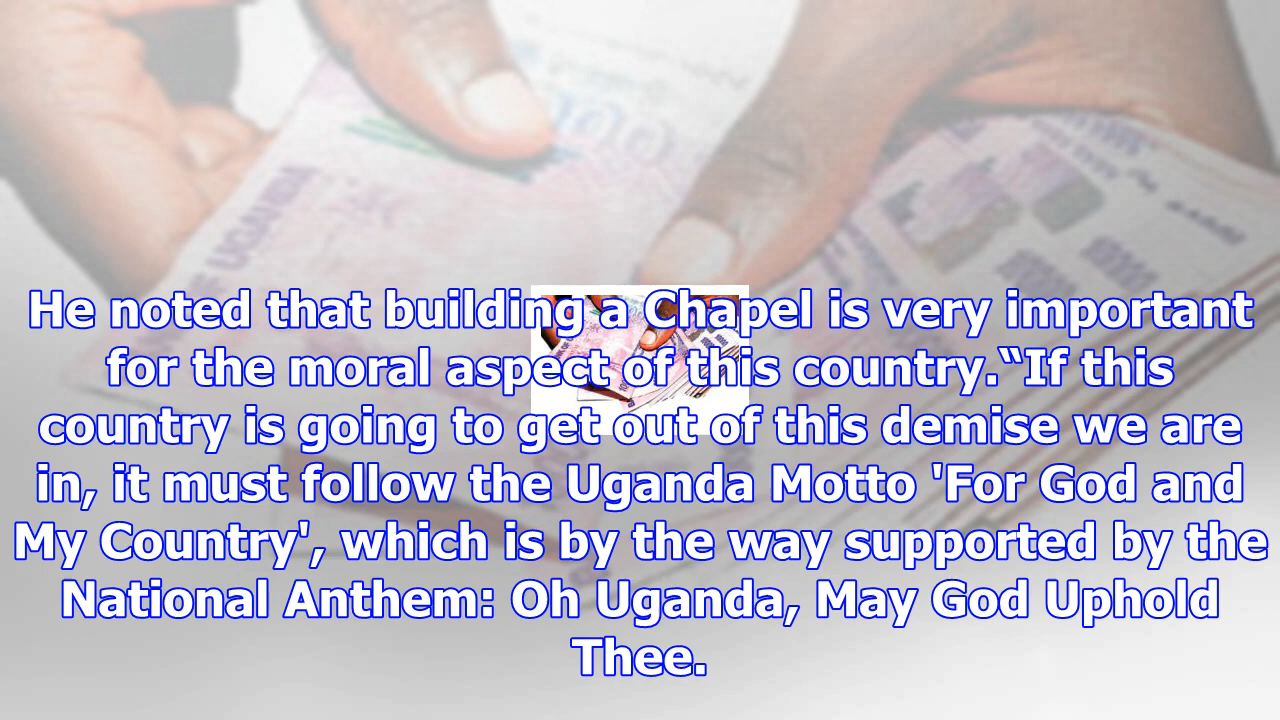 He noted that building a Chapel is very important
for the moral aspect of this country.“If this
country is going to get out of this demise we are
in, it must follow the Uganda Motto 'For God and
My Country', which is by the way supported by the
National Anthem: Oh Uganda, May God Uphold
Thee.
UGANDA